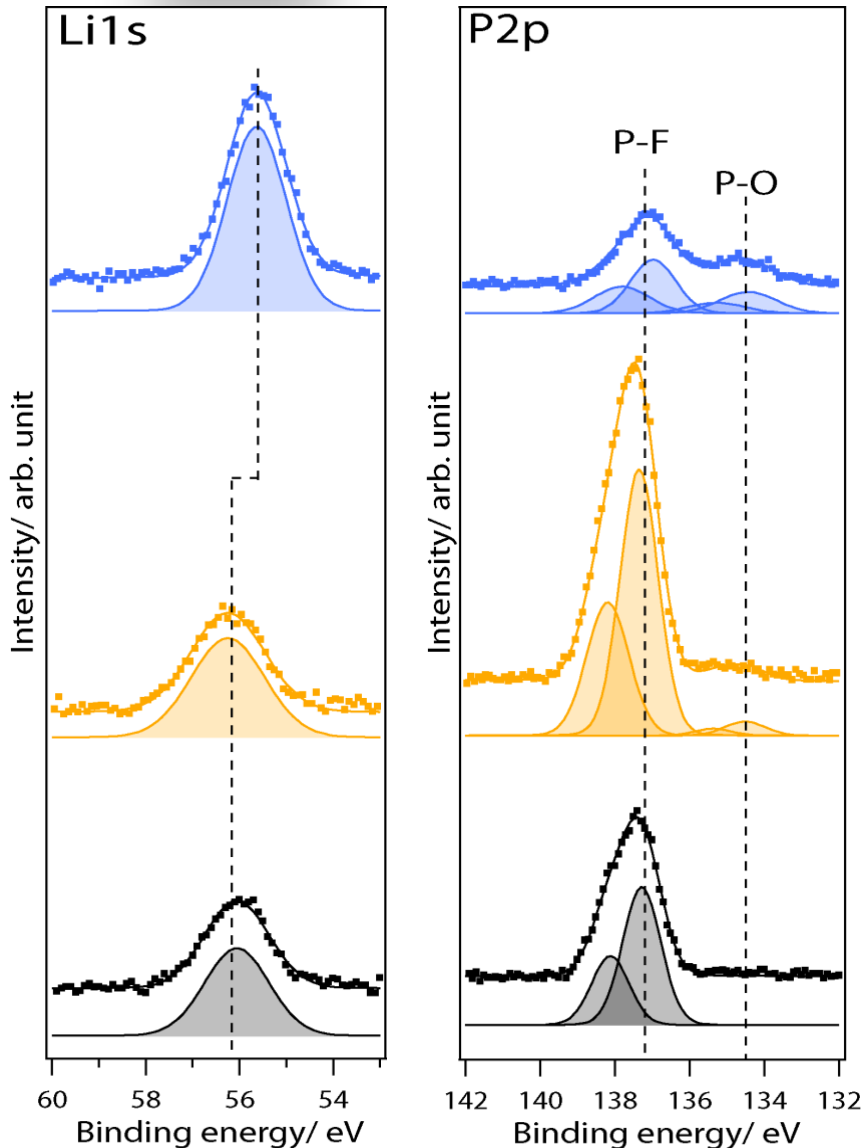 Li1s
P2p
P-F
P-O
Intensity/ arb. unit
Intensity/ arb. unit
60 58 56 54
142 140 138 136 134 132
Binding energy/ eV
Binding energy/ eV